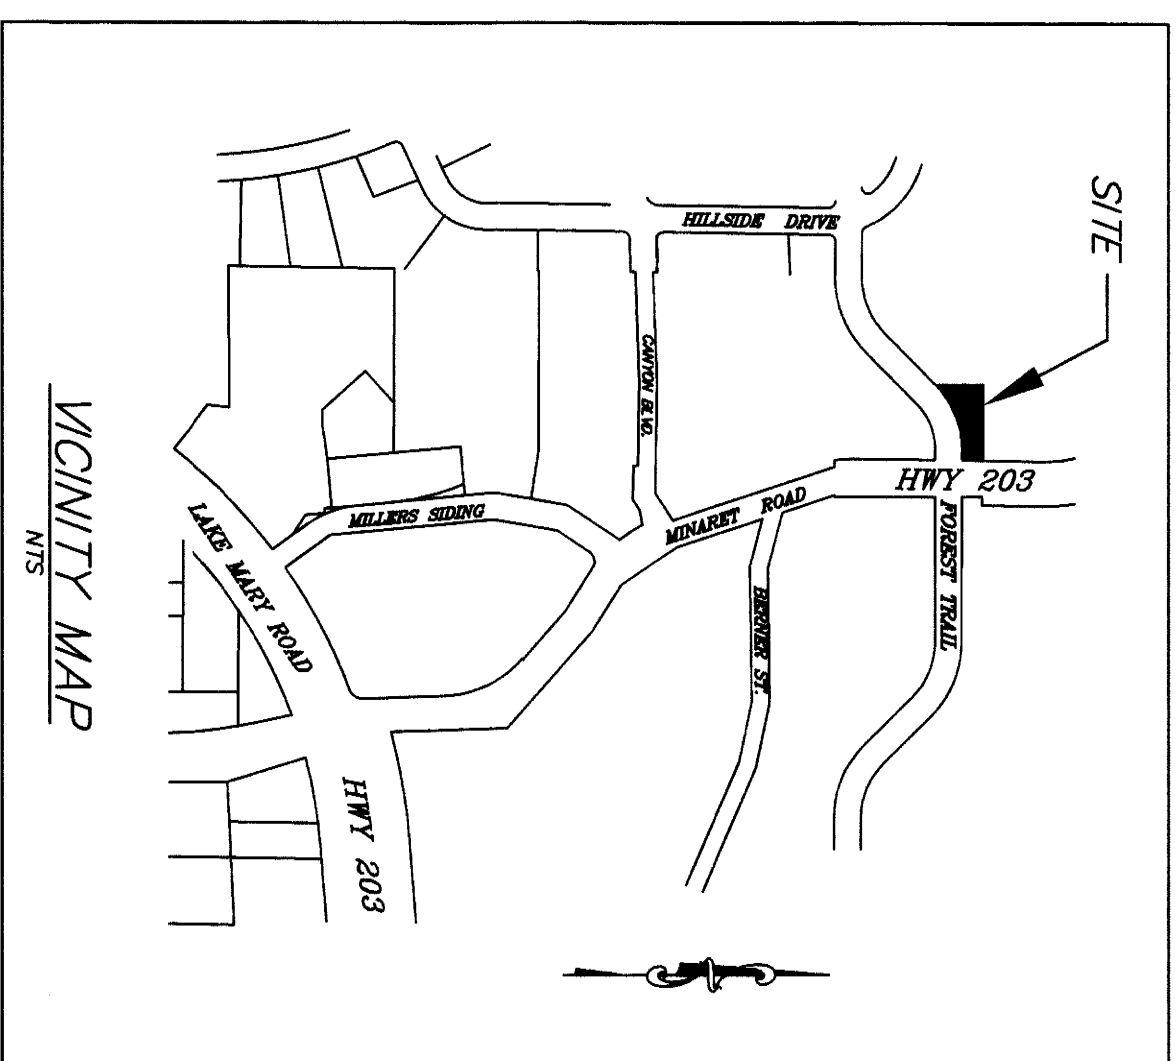 SITE
HILLSIDE DRIVE
CANYON BLVD.
HWY 203
FOREST TRAIL
MINARET ROAD
BERNER ST.
MILLERS SIDING
LAKE MARY ROAD
HWY 203
VICINITY MAP
NTS